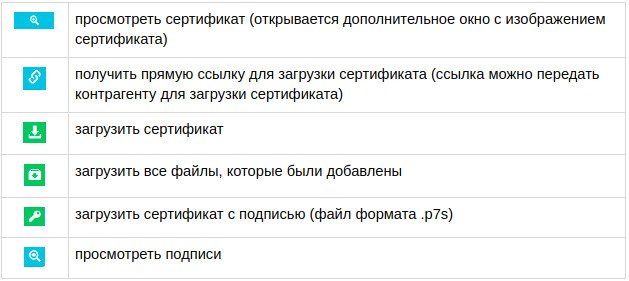 просмотреть сертификат (открывается дополнительное окно с изображением
сертификата)
получить прямую ссылку для загрузки сертификата (ссылка можно передать
контрагенту для загрузки сертификата)
загрузить сертификат
загрузить все файлы, которые были добавлены
загрузить сертификат с подписью (файл формата .p7s)
просмотреть подписи